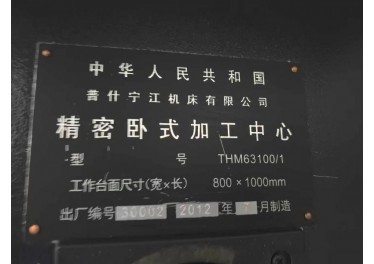 中华人民共和国
普什宁江机床有限公司
精密卧式加工中心
型 号 THM63100/1
工作台面尺寸(宽×长) 800×1000mm
出厂编号 30002 2012 年 月制造